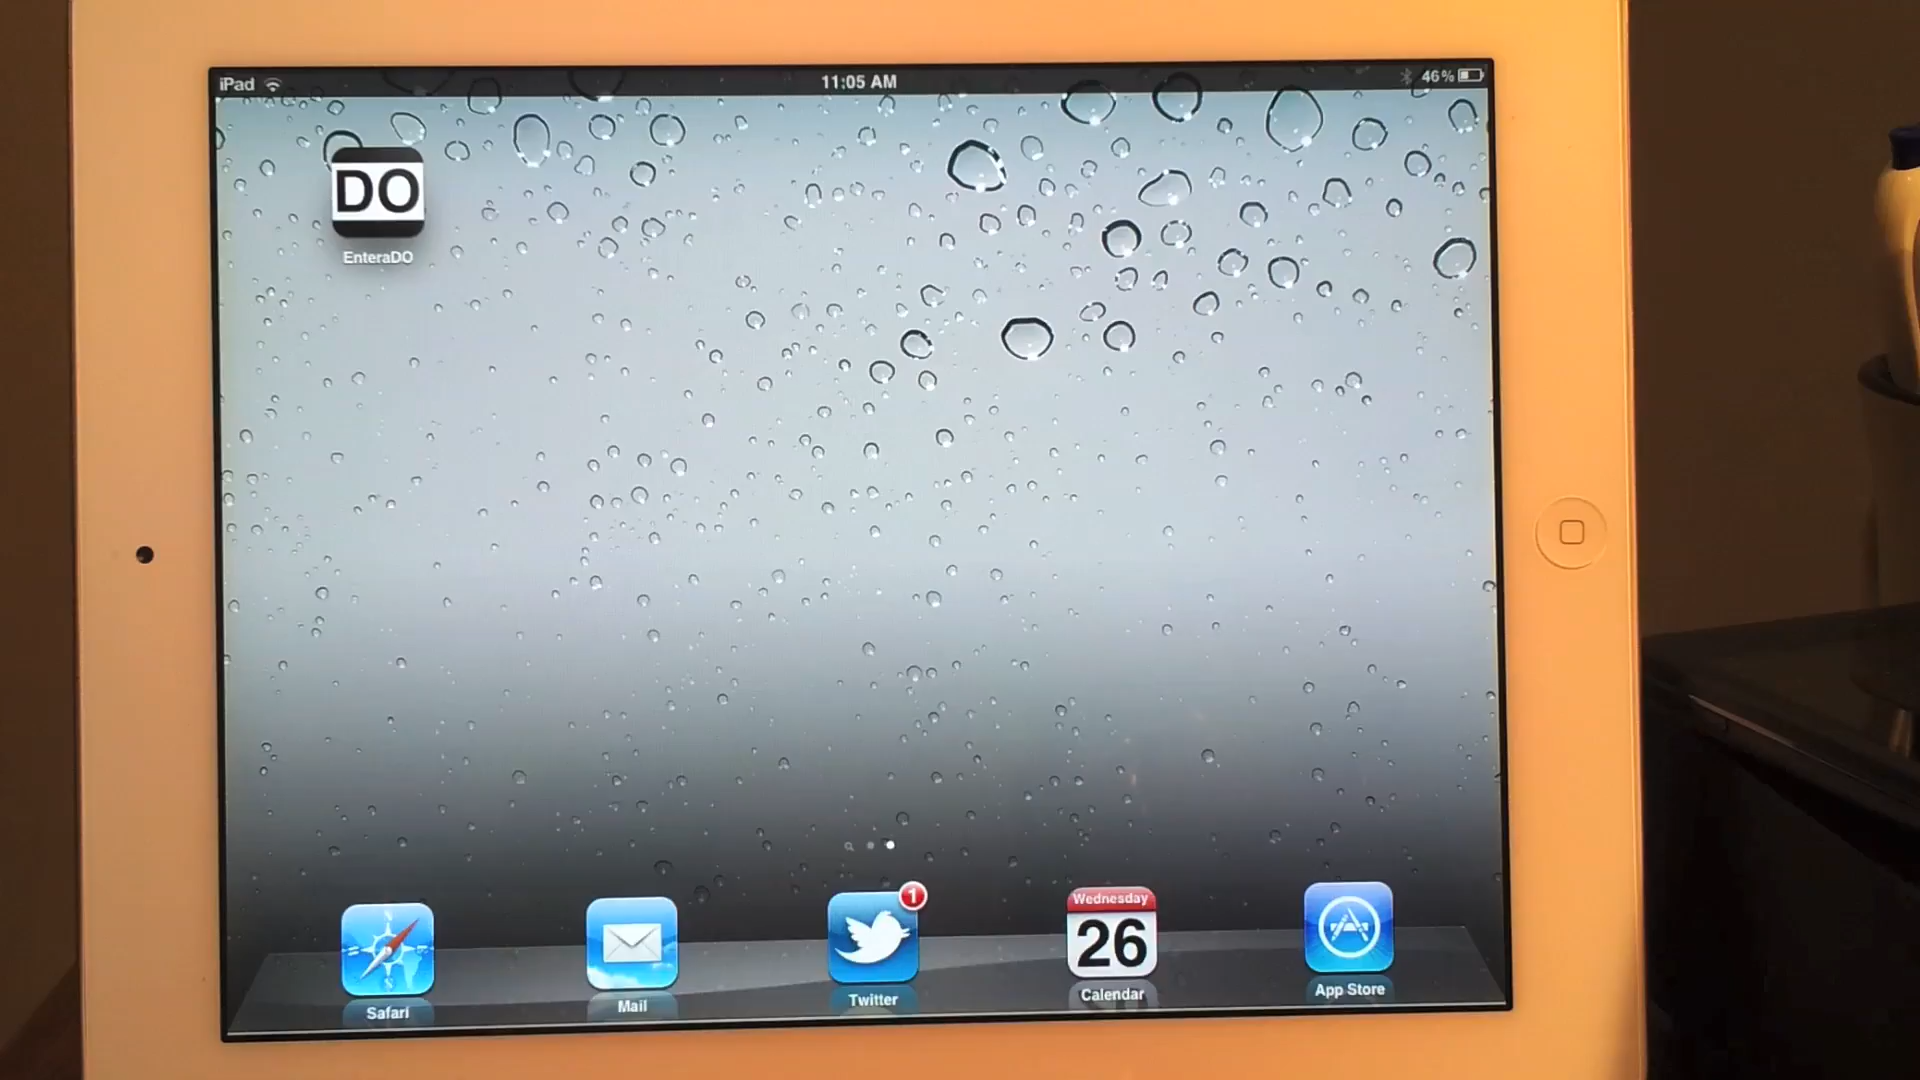 iPad
11:05 AM
46%
DO
EnteraDO
1
Wednesday
26
Safari
Mail
Twitter
Calendar
App Store